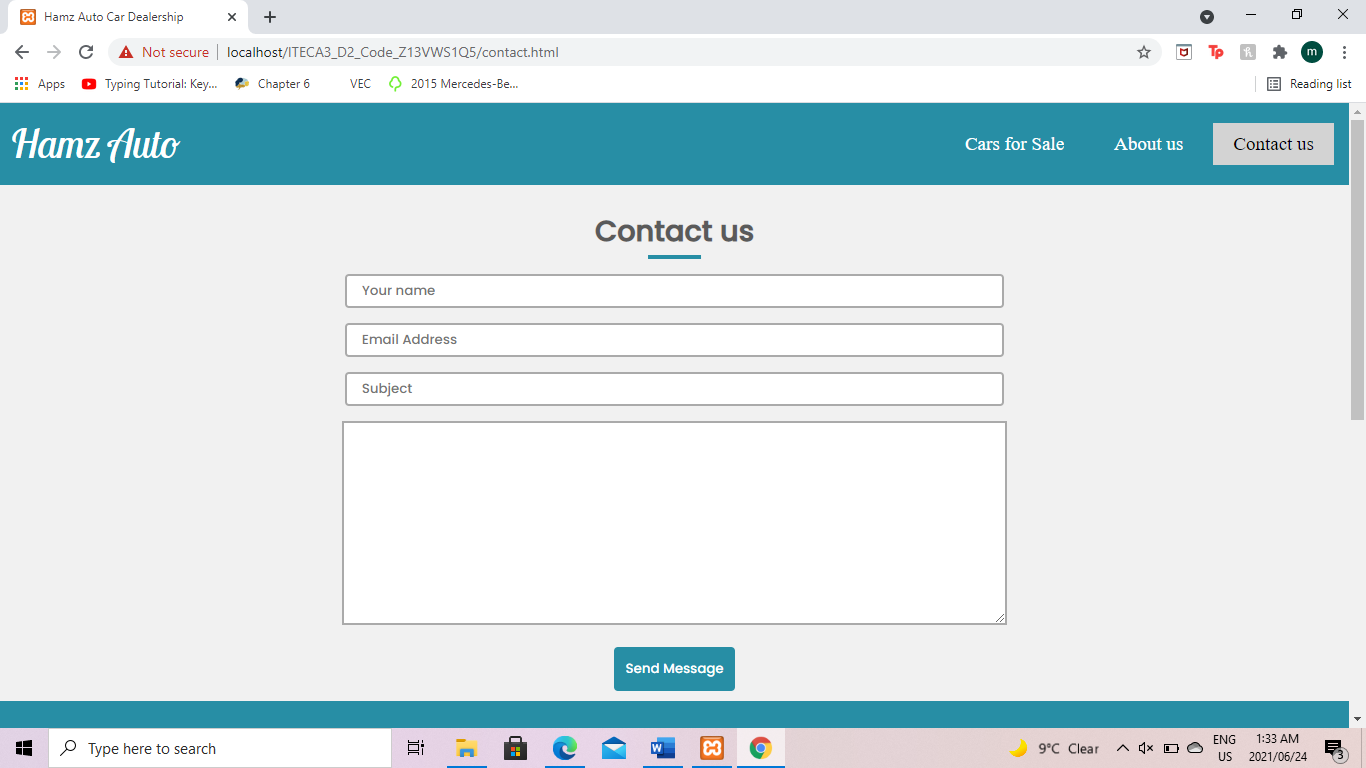 Hamz Auto Car Dealership
Not secure
localhost/ITECA3_D2_Code_Z13VWS1Q5/contact.html
Tp
m
Apps
Typing Tutorial: Key...
Chapter 6
VEC
2015 Mercedes-Be...
Reading list
Hamz Auto
Cars for Sale
About us
Contact us
Contact us
Your name
Email Address
Subject
Send Message
Type here to search
W
9°C Clear
ENG
US
1:33 AM
2021/06/24
3